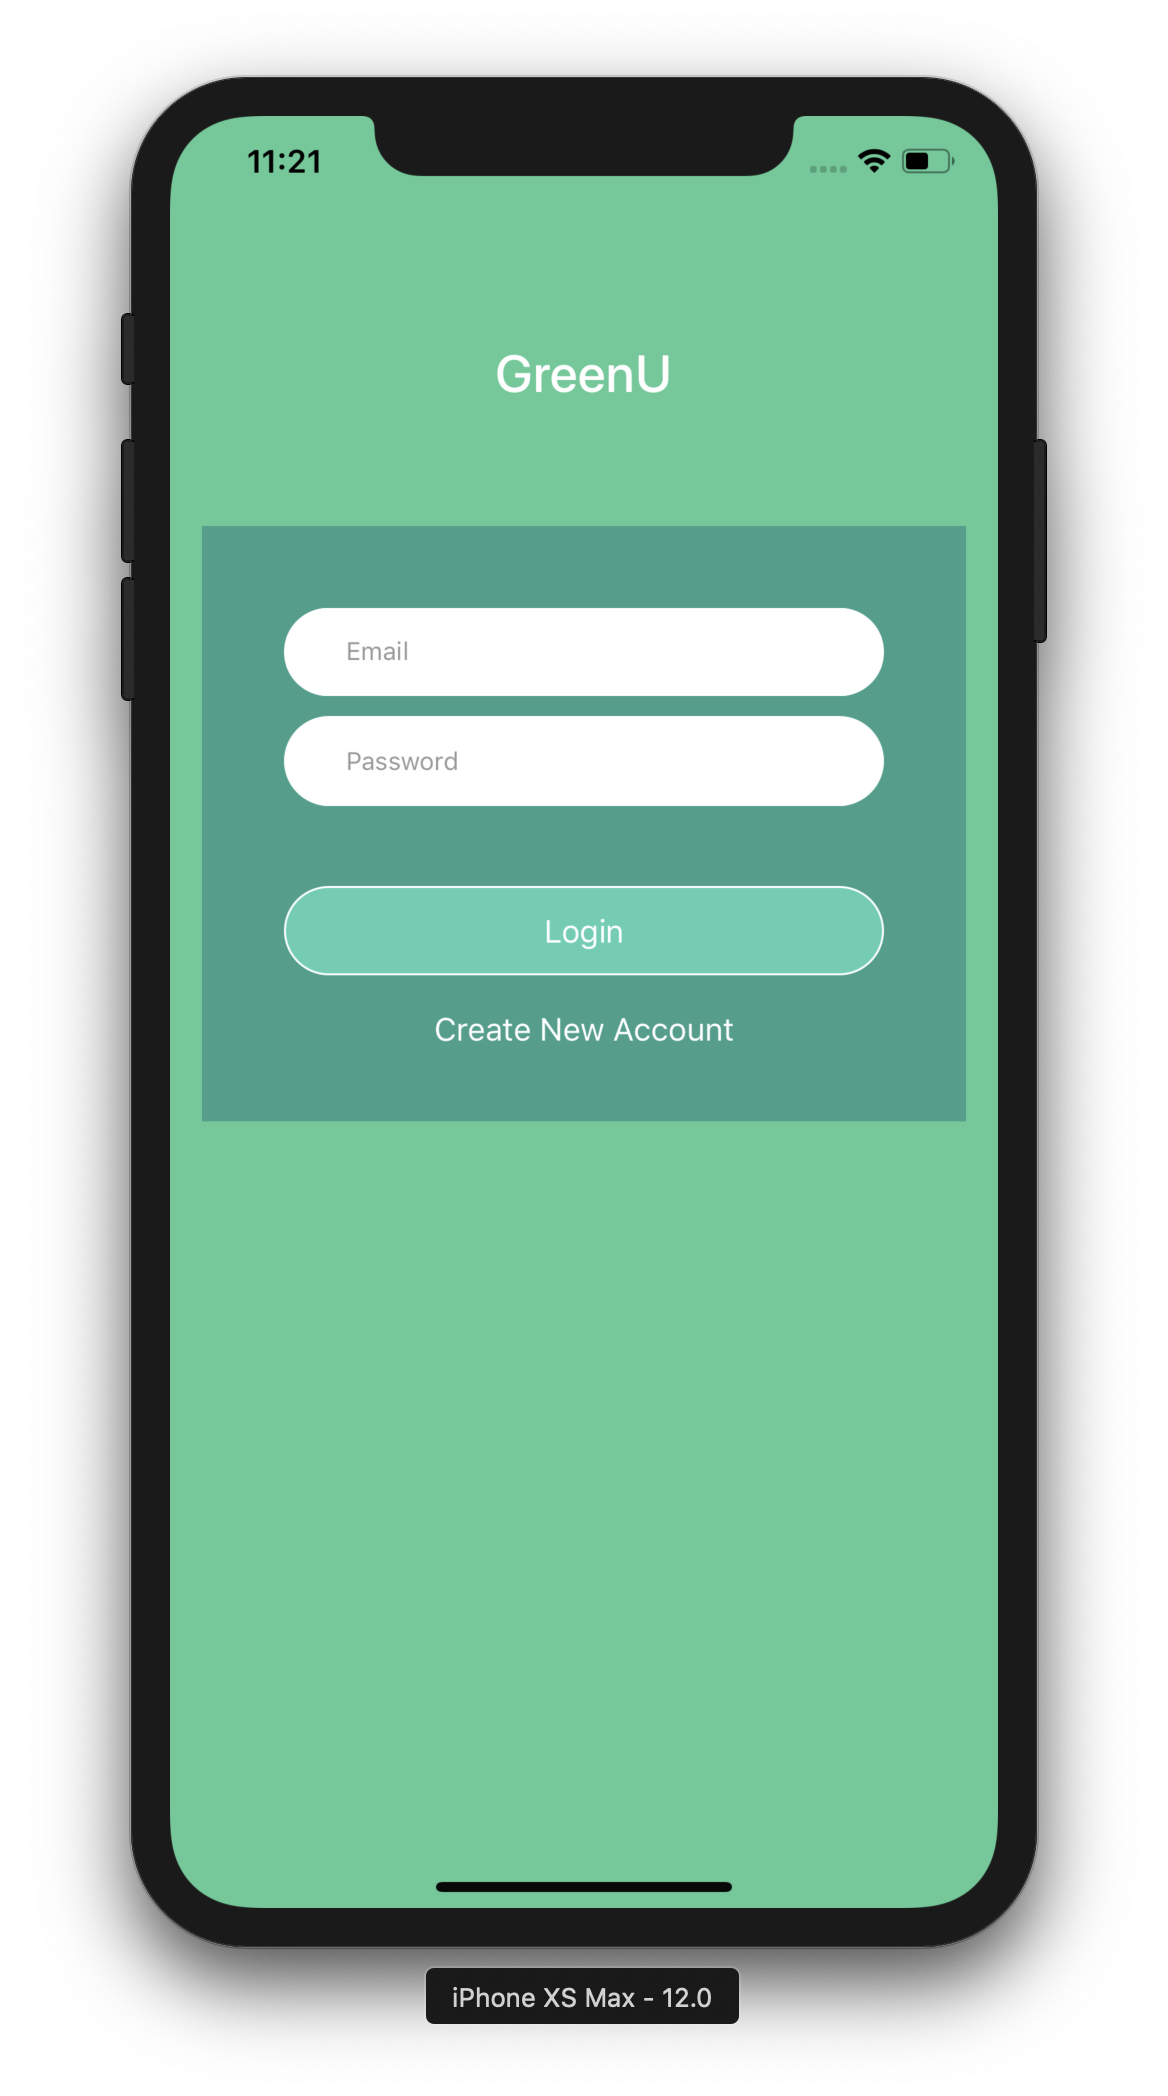 11:21
GreenU
Email
Password
Login
Create New Account
iPhone XS Max - 12.0